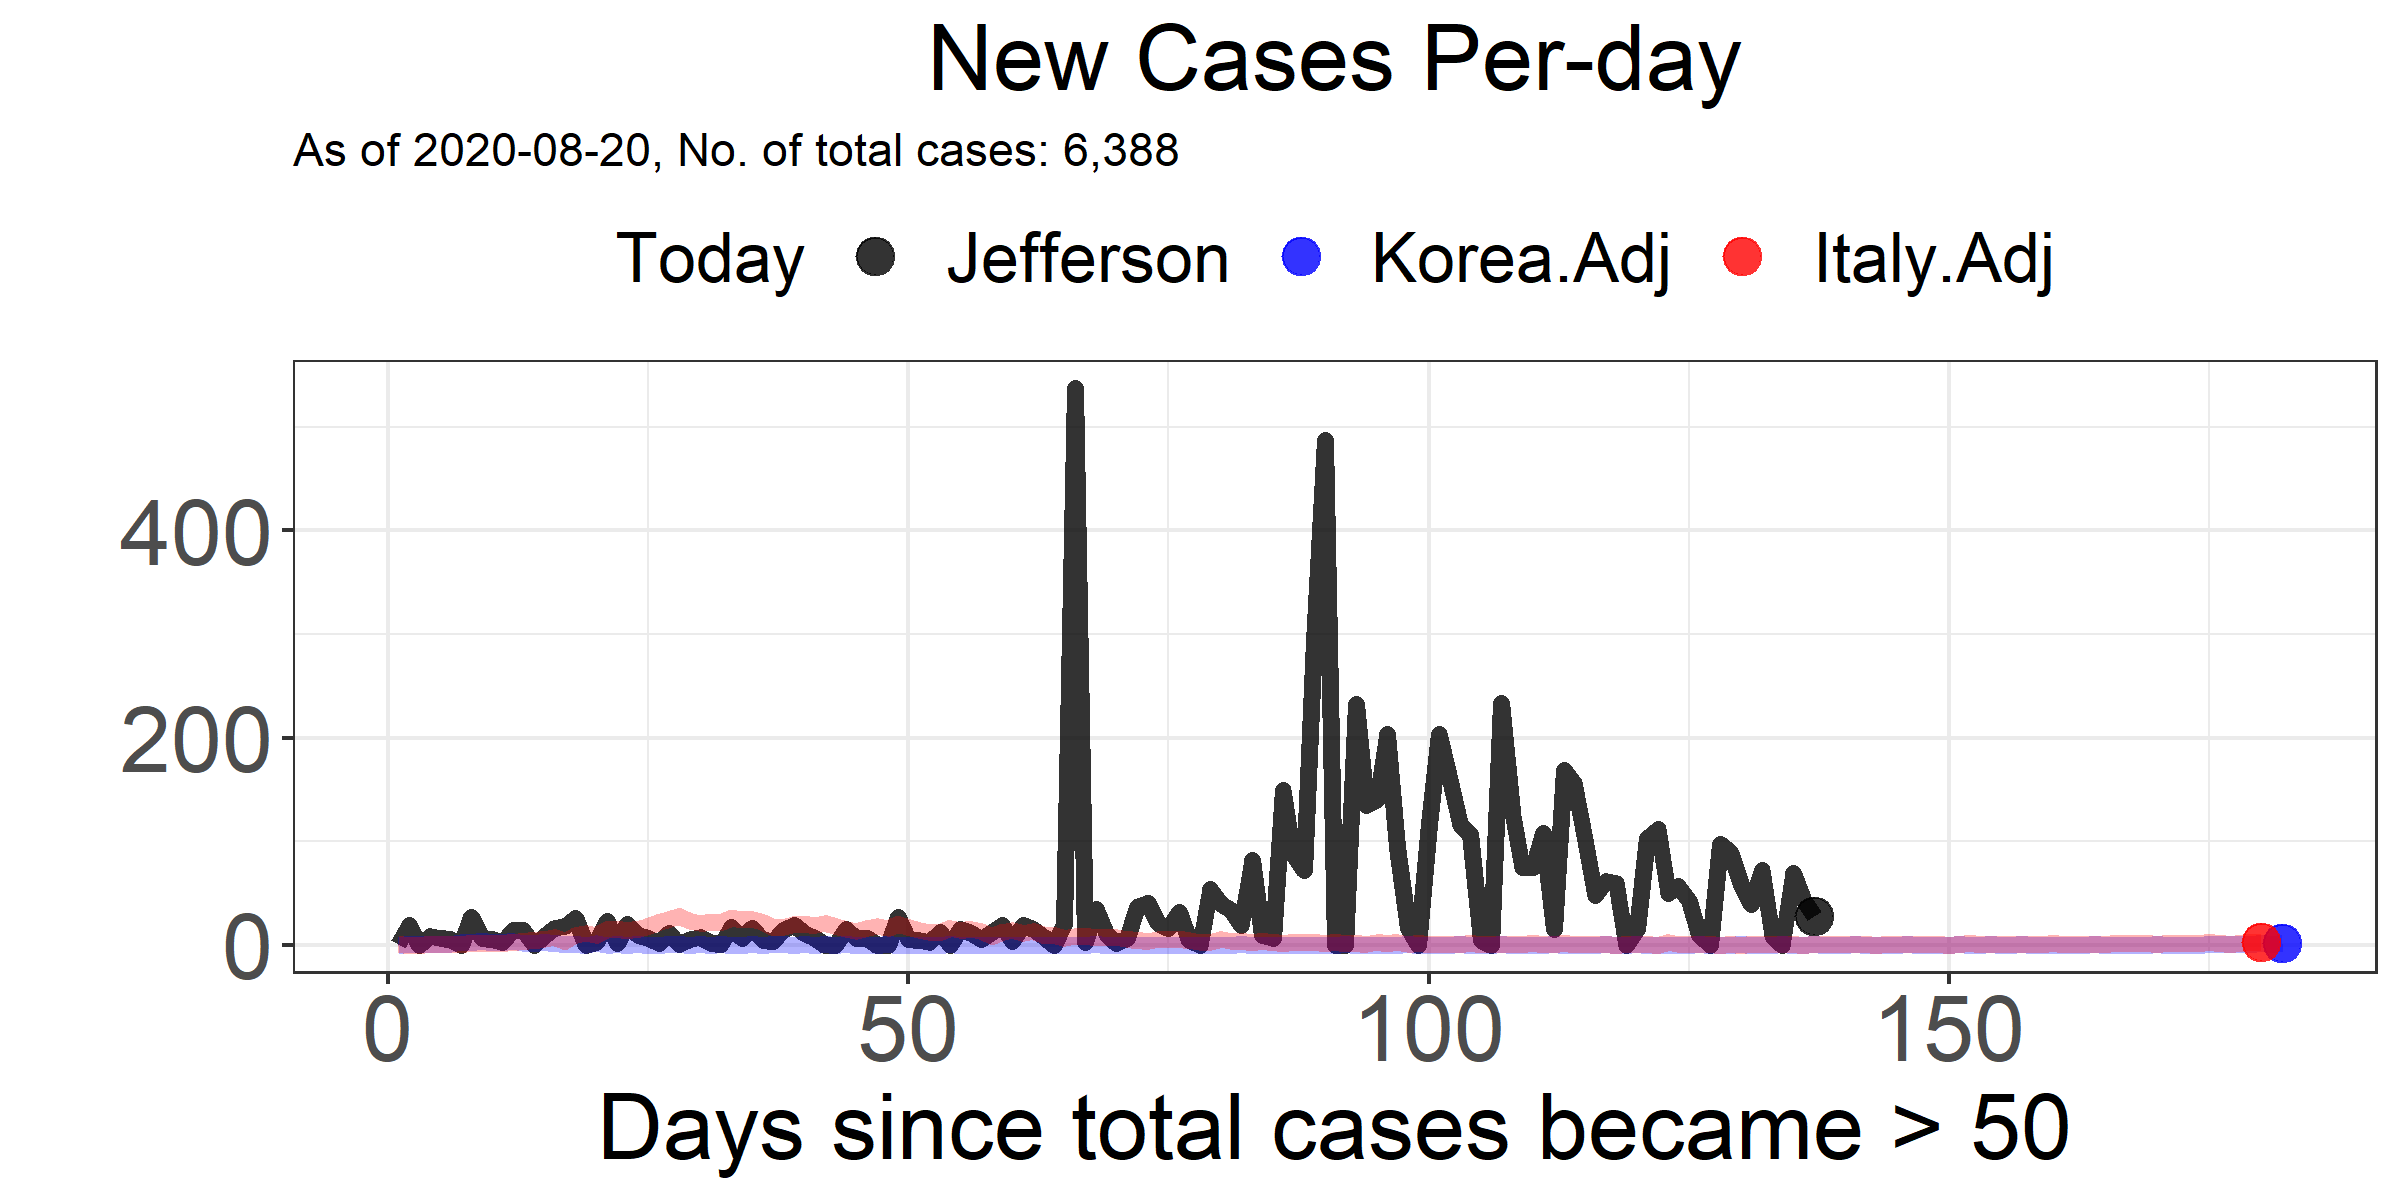 New Cases Per-day
As of 2020-08-20, No. of total cases: 6,388
Today Jefferson Korea.Adj Italy.Adj
400
200
0
0 50 100 150
Days since total cases became > 50